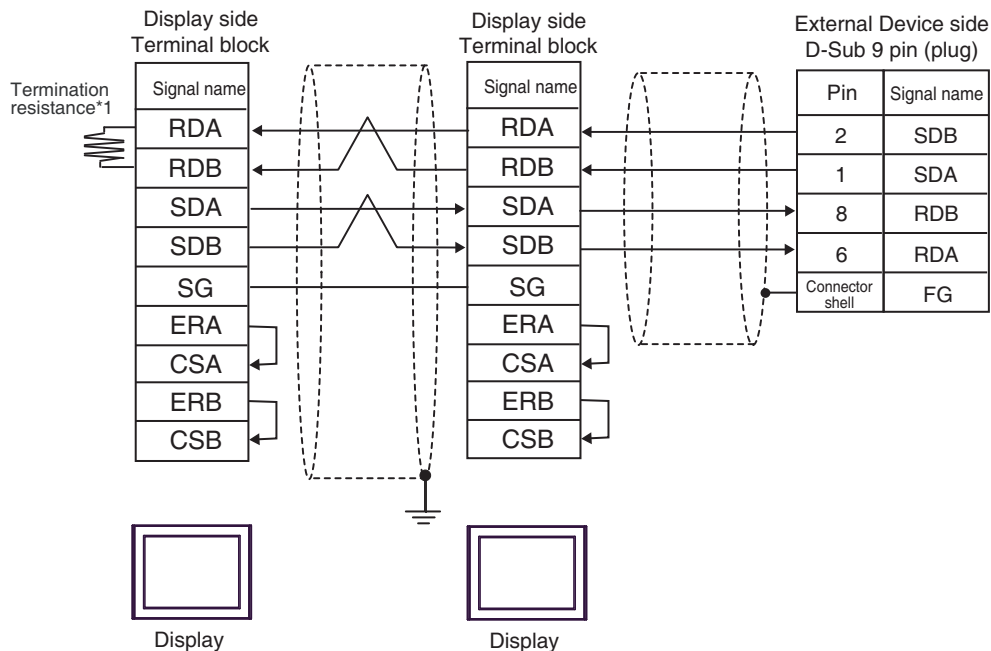 Display side
Terminal block
Display side
Terminal block
External Device side
D-Sub 9 pin (plug)
Termination
resistance*1
Signal name
RDA
RDB
SDA
SDB
SG
ERA
CSA
ERB
CSB
Signal name
RDA
RDB
SDA
SDB
SG
ERA
CSA
ERB
CSB
Pin Signal name
2 SDB
1 SDA
8 RDB
6 RDA
Connector
shell
FG
Display
Display